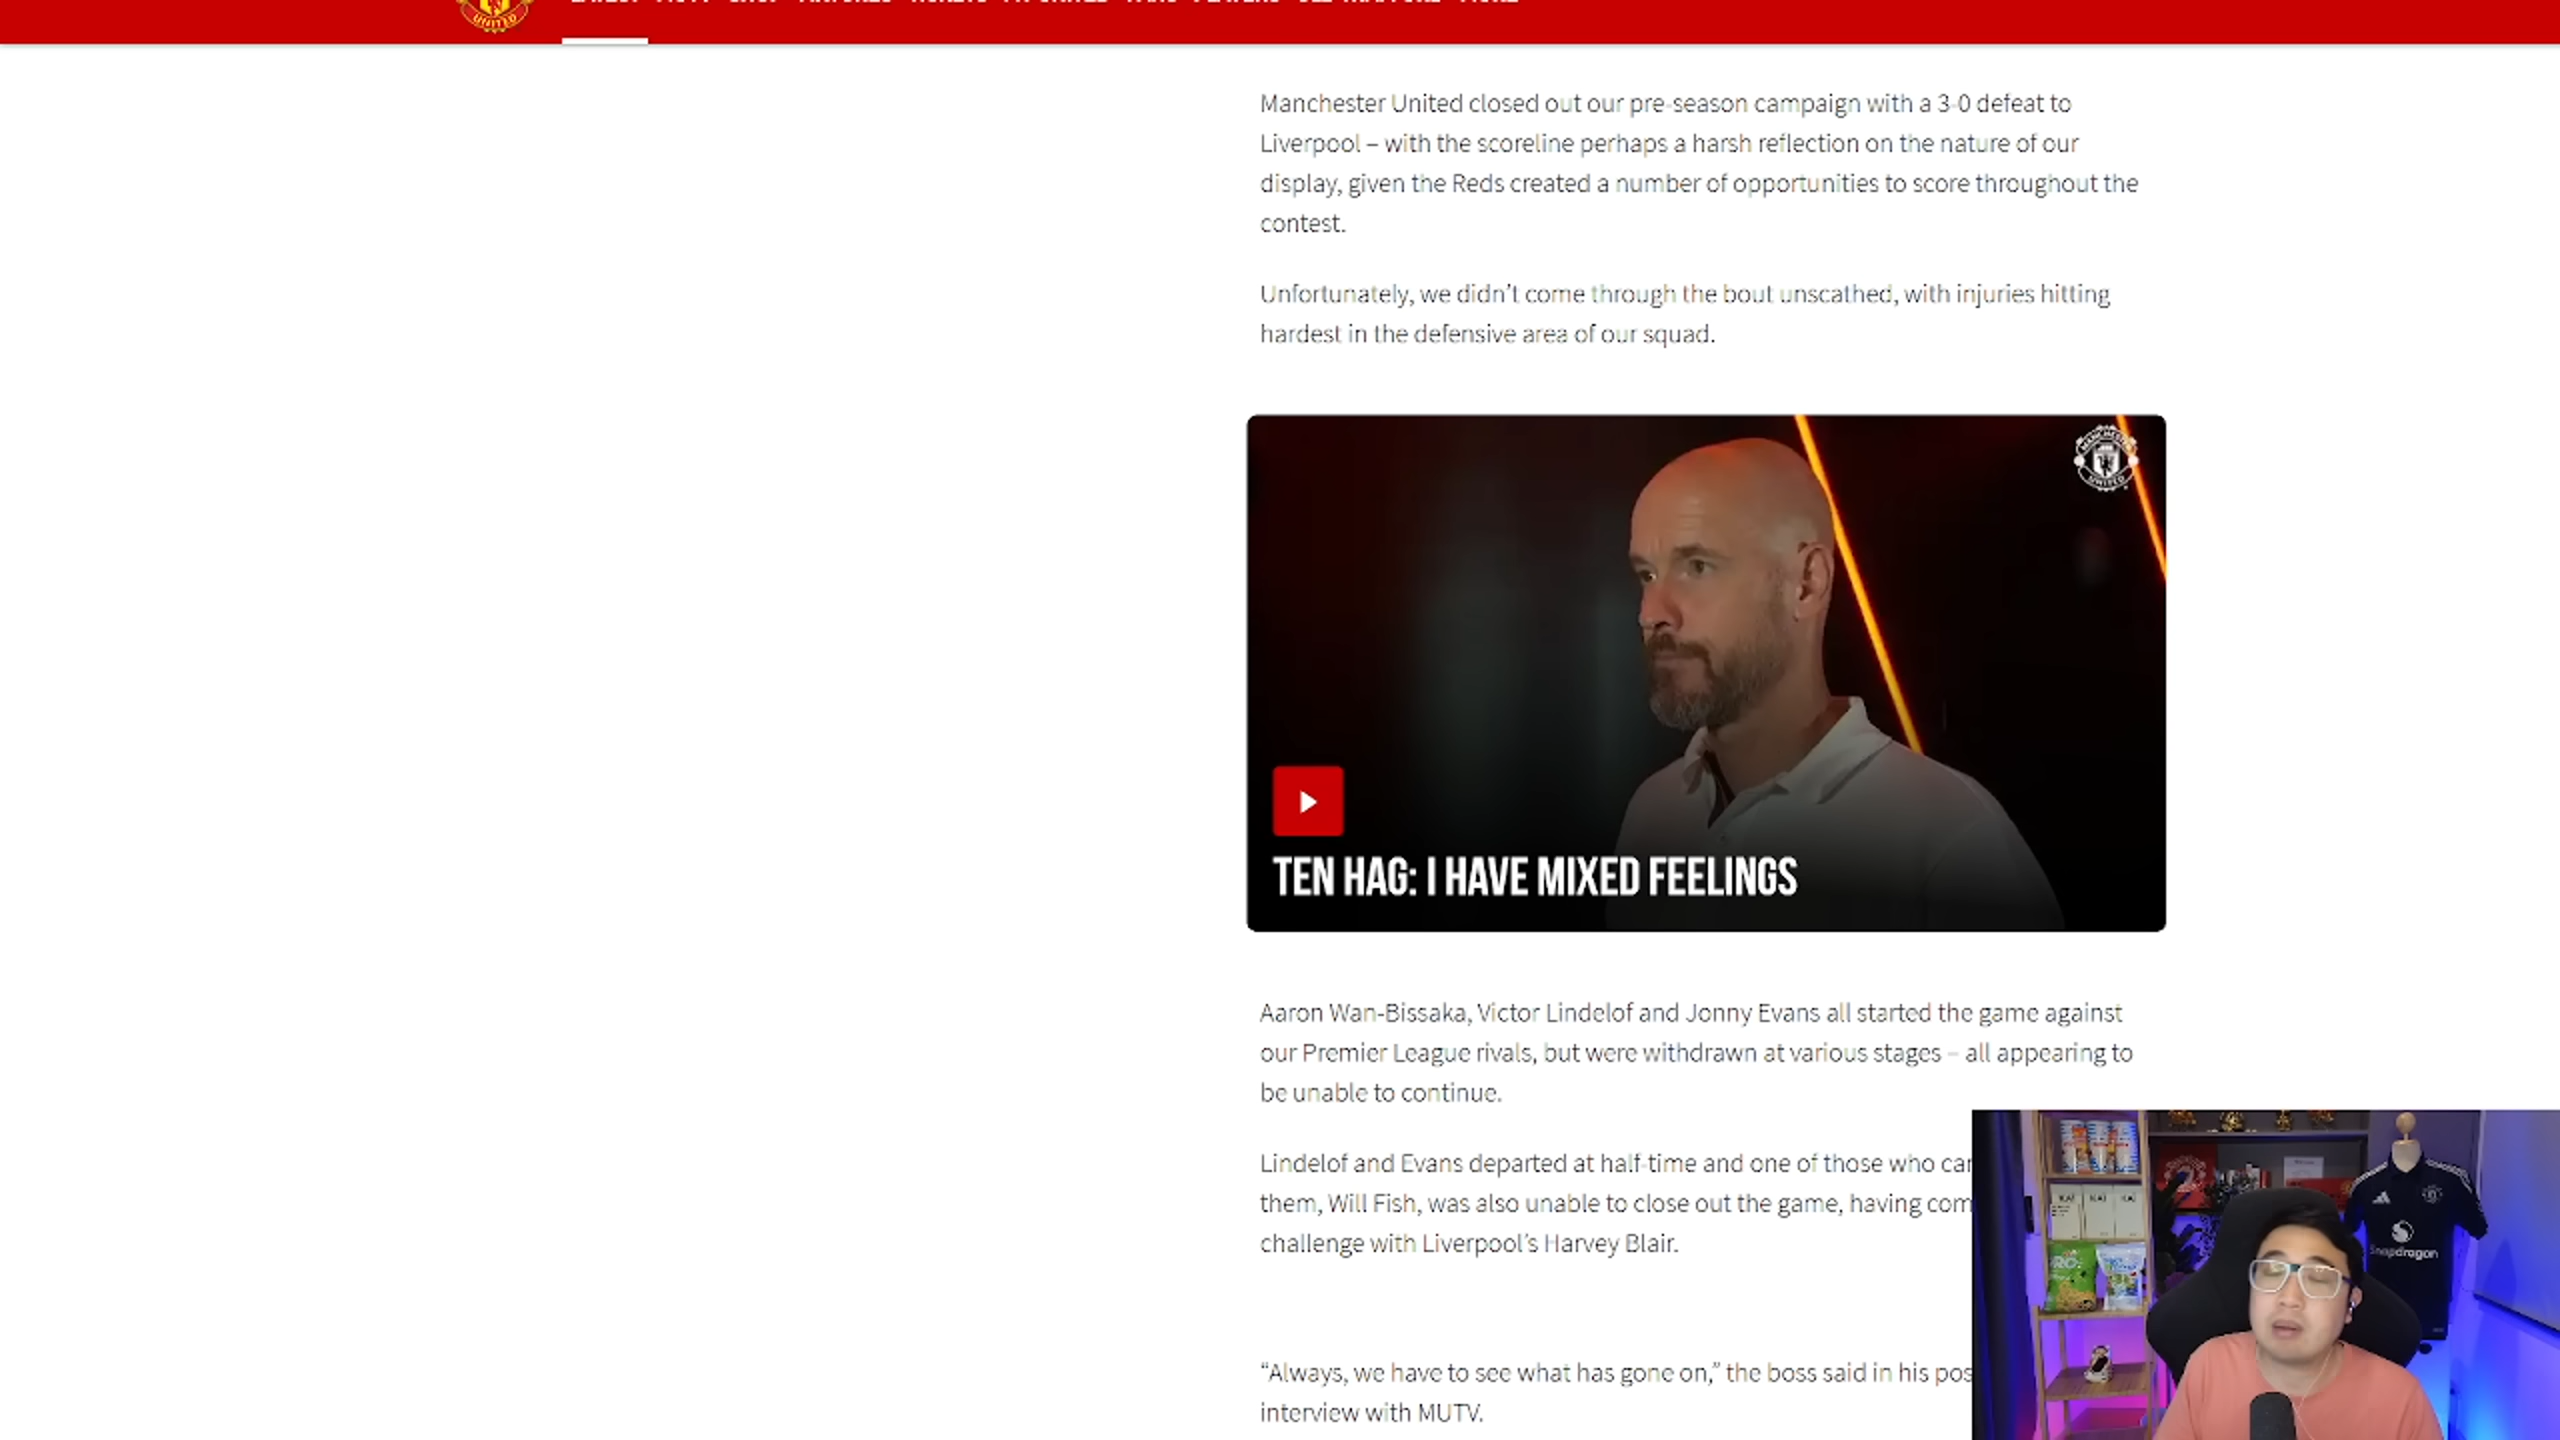 UNITED
Manchester United closed out our pre-season campaign with a 3-0 defeat to
Liverpool – with the scoreline perhaps a harsh reflection on the nature of our
display, given the Reds created a number of opportunities to score throughout the
contest.
Unfortunately, we didn’t come through the bout unscathed, with injuries hitting
hardest in the defensive area of our squad.
MANCHESTER
UNITED
TEN HAG: I HAVE MIXED FEELINGS
Aaron Wan-Bissaka, Victor Lindelof and Jonny Evans all started the game against
our Premier League rivals, but were withdrawn at various stages – all appearing to
be unable to continue.
Lindelof and Evans departed at half-time and one of those who
them, Will Fish, was also unable to close out the game, having
challenge with Liverpool’s Harvey Blair.
“Always, we have to see what has gone on,” the boss said in his
interview with MUTV.
Snapdragon